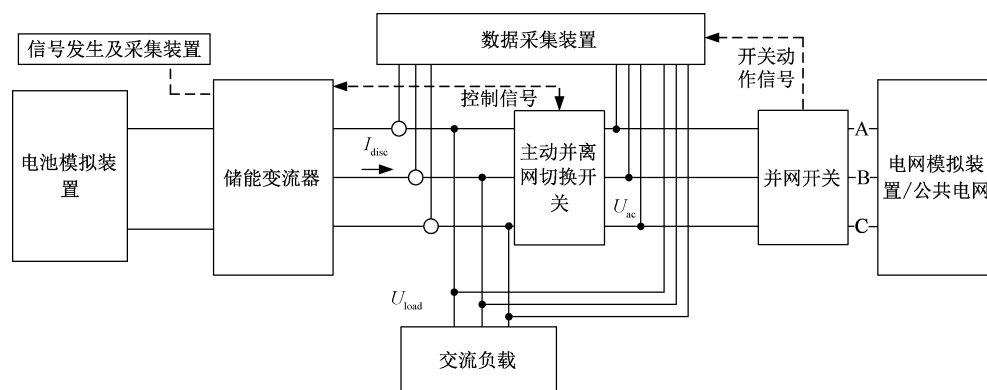 数据采集装置
信号发生及采集装置
开关动
作信号
控制信号
电池模拟装
置
储能变流器
I_disc
主动并离
网切换开
关
U_ac
并网开关
A
B
C
电网模拟装
置/公共电网
U_load
交流负载